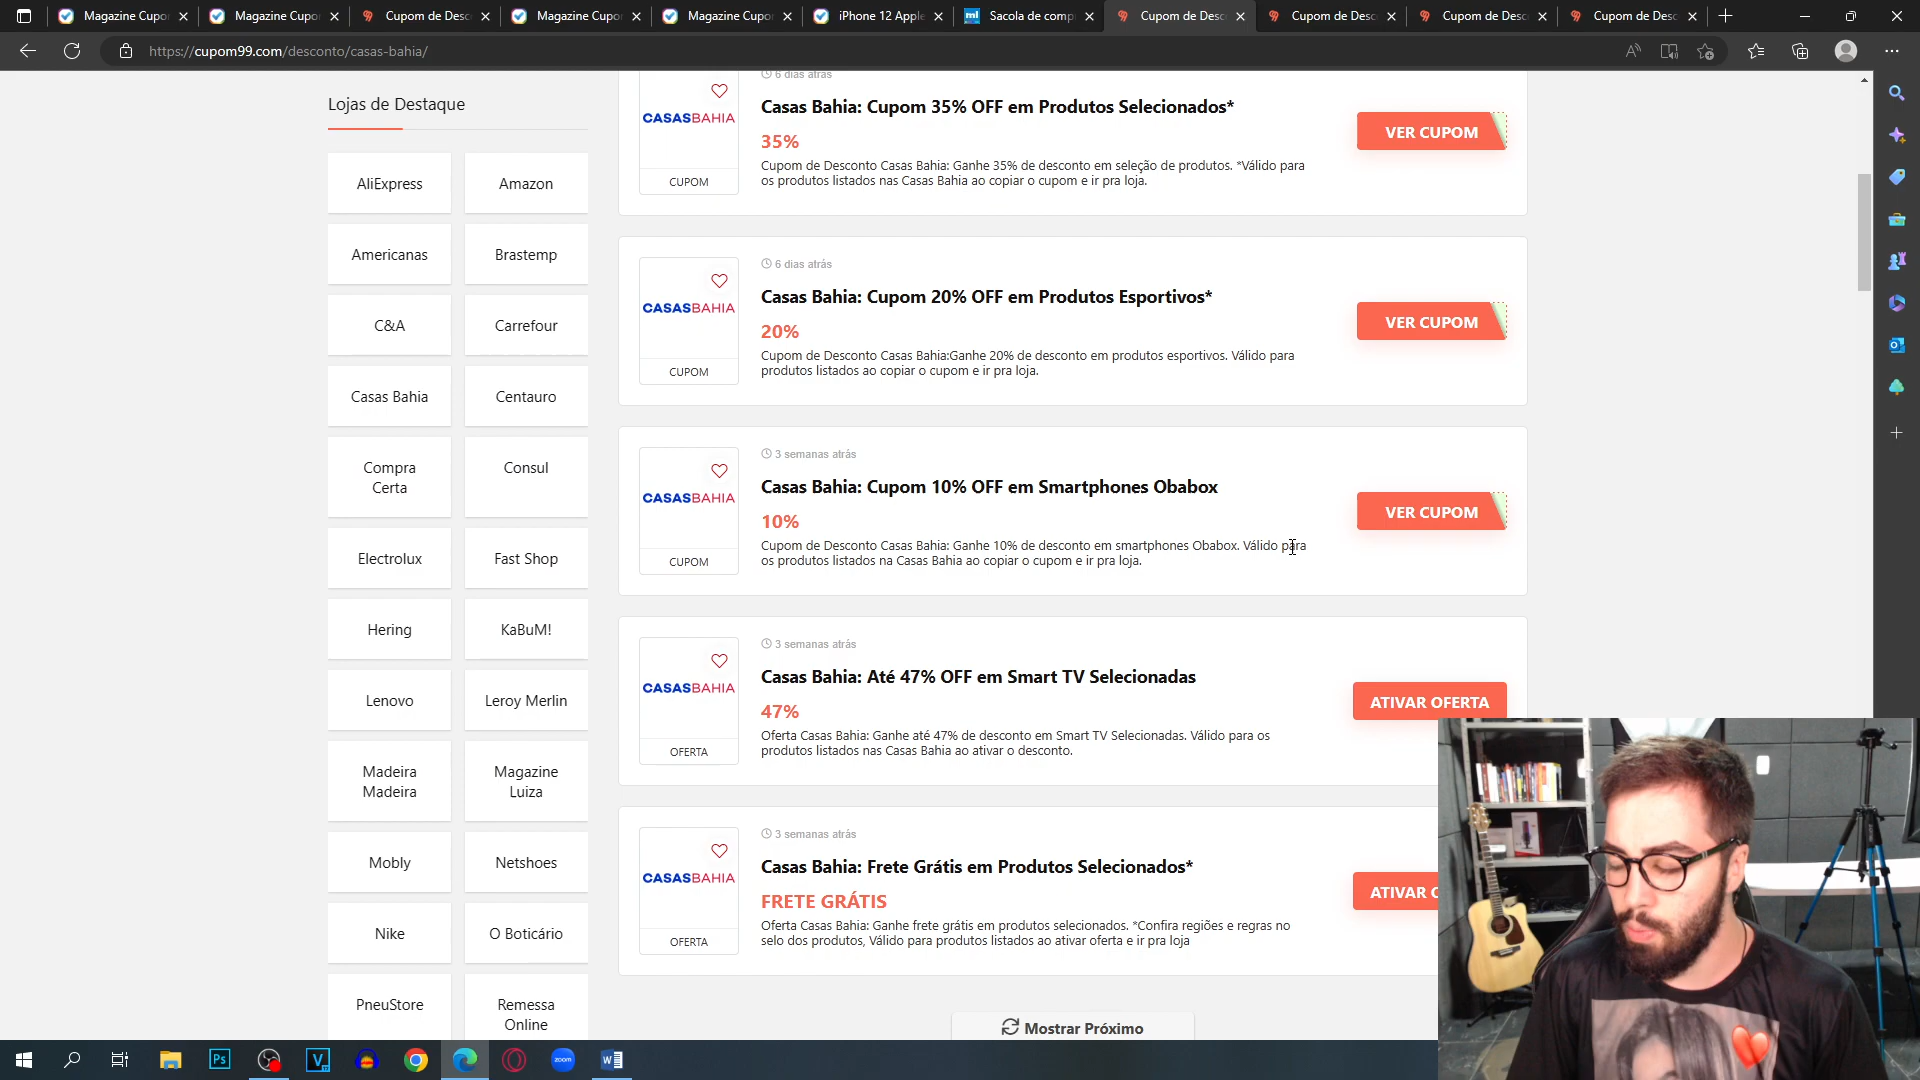 Magazine Cupon
Magazine Cupon
Cupom de Desc
Magazine Cupon
Magazine Cupon
iPhone 12 Apple
ml
Sacola de comp
Cupom de Desc
Cupom de Desc
Cupom de Desc
Cupom de Desc
https://cupom99.com/desconto/casas-bahia/
Lojas de Destaque
AliExpress
Amazon
Americanas
Brastemp
C&A
Carrefour
Casas Bahia
Centauro
Compra
Certa
Consul
Electrolux
Fast Shop
Hering
KaBuM!
Lenovo
Leroy Merlin
Madeira
Madeira
Magazine
Luiza
Mobly
Netshoes
Nike
O Boticário
PneuStore
Remessa
Online
6 dias atrás
CASASBAHIA
CUPOM
Casas Bahia: Cupom 35% OFF em Produtos Selecionados*
35%
Cupom de Desconto Casas Bahia: Ganhe 35% de desconto em seleção de produtos. *Válido para
os produtos listados nas Casas Bahia ao copiar o cupom e ir pra loja.
VER CUPOM
6 dias atrás
CASASBAHIA
CUPOM
Casas Bahia: Cupom 20% OFF em Produtos Esportivos*
20%
Cupom de Desconto Casas Bahia:Ganhe 20% de desconto em produtos esportivos. Válido para
produtos listados ao copiar o cupom e ir pra loja.
VER CUPOM
3 semanas atrás
CASASBAHIA
CUPOM
Casas Bahia: Cupom 10% OFF em Smartphones Obabox
10%
Cupom de Desconto Casas Bahia: Ganhe 10% de desconto em smartphones Obabox. Válido para
os produtos listados na Casas Bahia ao copiar o cupom e ir pra loja.
VER CUPOM
3 semanas atrás
CASASBAHIA
OFERTA
Casas Bahia: Até 47% OFF em Smart TV Selecionadas
47%
Oferta Casas Bahia: Ganhe até 47% de desconto em Smart TV Selecionadas. Válido para os
produtos listados nas Casas Bahia ao ativar o desconto.
ATIVAR OFERTA
3 semanas atrás
CASASBAHIA
OFERTA
Casas Bahia: Frete Grátis em Produtos Selecionados*
FRETE GRÁTIS
Oferta Casas Bahia: Ganhe frete grátis em produtos selecionados. *Confira regiões e regras no
selo dos produtos, Válido para produtos listados ao ativar oferta e ir pra loja
ATIVAR
Mostrar Próximo
Ps
V
zoom
W